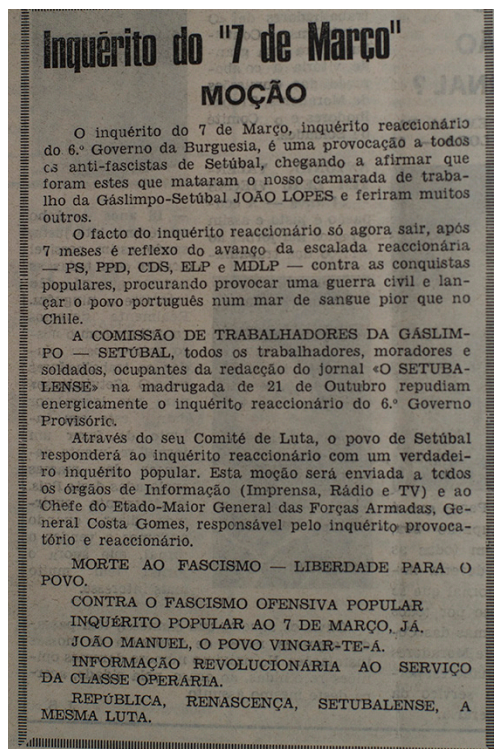 Inquérito do "7 de Março"
MOÇÃO
O inquérito do 7 de Março, inquérito reaccionário
do 6.º Governo da Burguesia, é uma provocação a todos
os anti-fascistas de Setúbal, chegando a afirmar que
foram estes que mataram o nosso camarada de traba-
lho da Gáslimpo-Setúbal JOÃO LOPES e feriram muitos
outros.
O facto do inquérito reaccionário só agora sair, após
7 meses é reflexo do avanço da escalada reaccionária
— PS, PPD, CDS, ELP e MDLP — contra as conquistas
populares, procurando provocar uma guerra civil e lan-
çar o povo português num mar de sangue pior que no
Chile.
A COMISSÃO DE TRABALHADORES DA GÁSLIM-
PO — SETÚBAL, todos os trabalhadores, moradores e
soldados, ocupantes da redacção do jornal «O SETUBA-
LENSE» na madrugada de 21 de Outubro repudiam
energicamente o inquérito reaccionário do 6.º Governo
Provisório.
Através do seu Comité de Luta, o povo de Setúbal
responderá ao inquérito reaccionário com um verdadei-
ro inquérito popular. Esta moção será enviada a todos
os órgãos de Informação (Imprensa, Rádio e TV) e ao
Chefe do Etado-Maior General das Forças Armadas, Ge-
neral Costa Gomes, responsável pelo inquérito provoca-
tório e reaccionário.
MORTE AO FASCISMO — LIBERDADE PARA O
POVO.
CONTRA O FASCISMO OFENSIVA POPULAR
INQUÉRITO POPULAR AO 7 DE MARÇO, JÁ.
JOÃO MANUEL, O POVO VINGAR-TE-Á.
INFORMAÇÃO REVOLUCIONÁRIA AO SERVIÇO
DA CLASSE OPERÁRIA.
REPÚBLICA, RENASCENÇA, SETUBALENSE, A
MESMA LUTA.